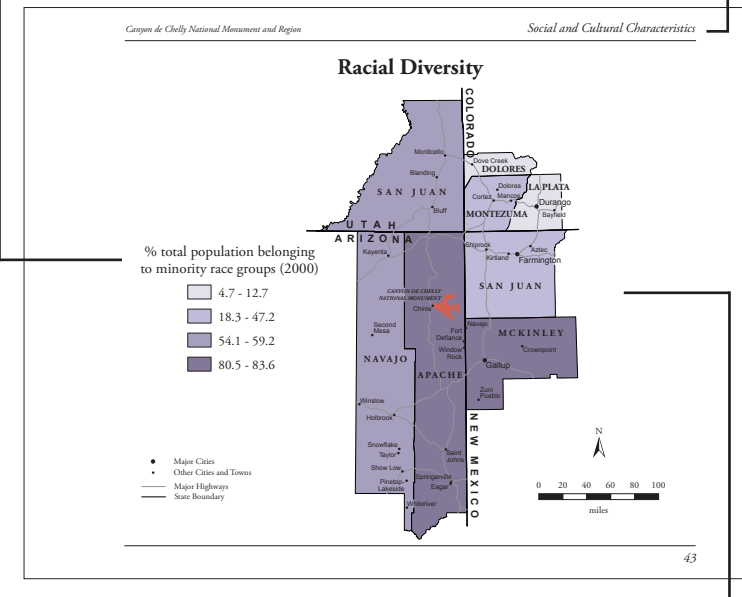 Canyon de Chelly National Monument and Region
Social and Cultural Characteristics
Racial Diversity
COLORADO
Monticello
Dove Creek
DOLORES
Blanding
Dolores
LA PLATA
SAN JUAN
Cortez
Mancos
Durango
Bluff
MONTEZUMA
Bayfield
UTAH
ARIZONA
Kayenta
Shiprock
Aztec
Kirtland
Farmington
% total population belonging
to minority race groups (2000)
4.7 - 12.7
18.3 - 47.2
54.1 - 59.2
80.5 - 83.6
SAN JUAN
CANYON DE CHELLY
NATIONAL MONUMENT
Chinle
Second
Mesa
Fort
Defiance
Navajo
Window
Rock
MCKINLEY
Crownpoint
NAVAJO
Gallup
APACHE
Zuni
Pueblo
Winslow
Holbrook
NEW MEXICO
Snowflake
Taylor
Saint
Johns
Show Low
Pinetop-
Lakeside
Springerville
Eagar
Whiteriver
Major Cities
Other Cities and Towns
Major Highways
State Boundary
N
0 20 40 60 80 100
miles
43